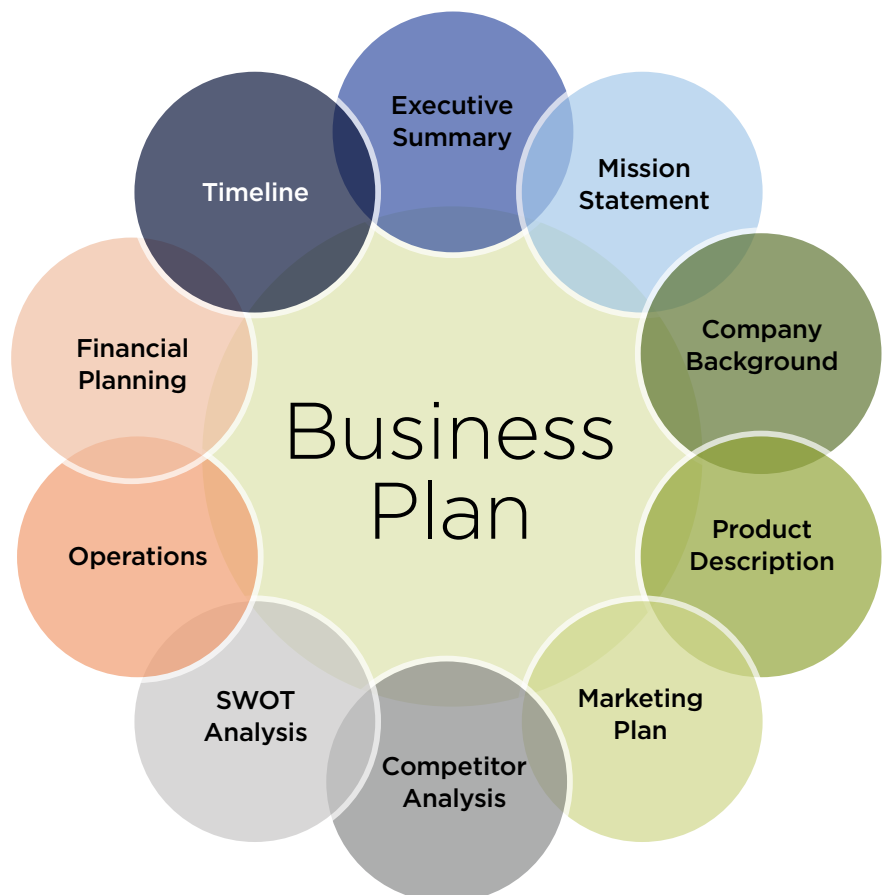 Executive
Summary
Mission
Statement
Company
Background
Product
Description
Marketing
Plan
Competitor
Analysis
SWOT
Analysis
Operations
Financial
Planning
Timeline
Business
Plan